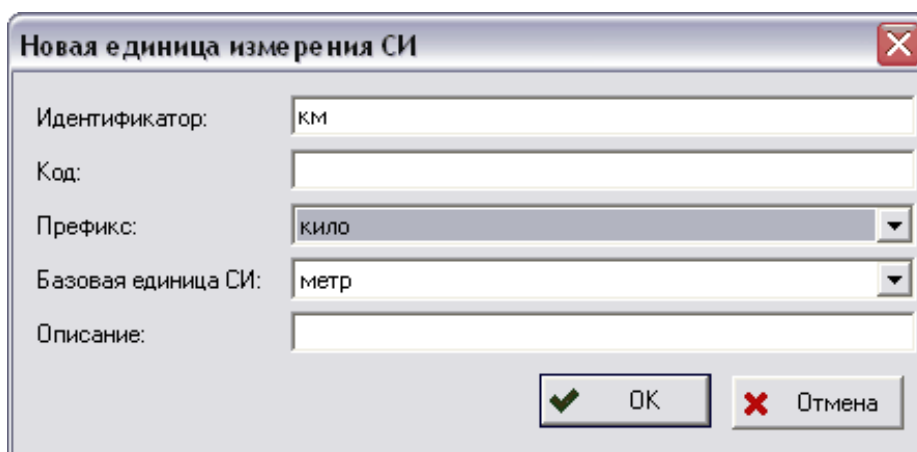 Новая единица измерения СИ
Идентификатор: км
Код:
Префикс: кило
Базовая единица СИ: метр
Описание:
OK Отмена